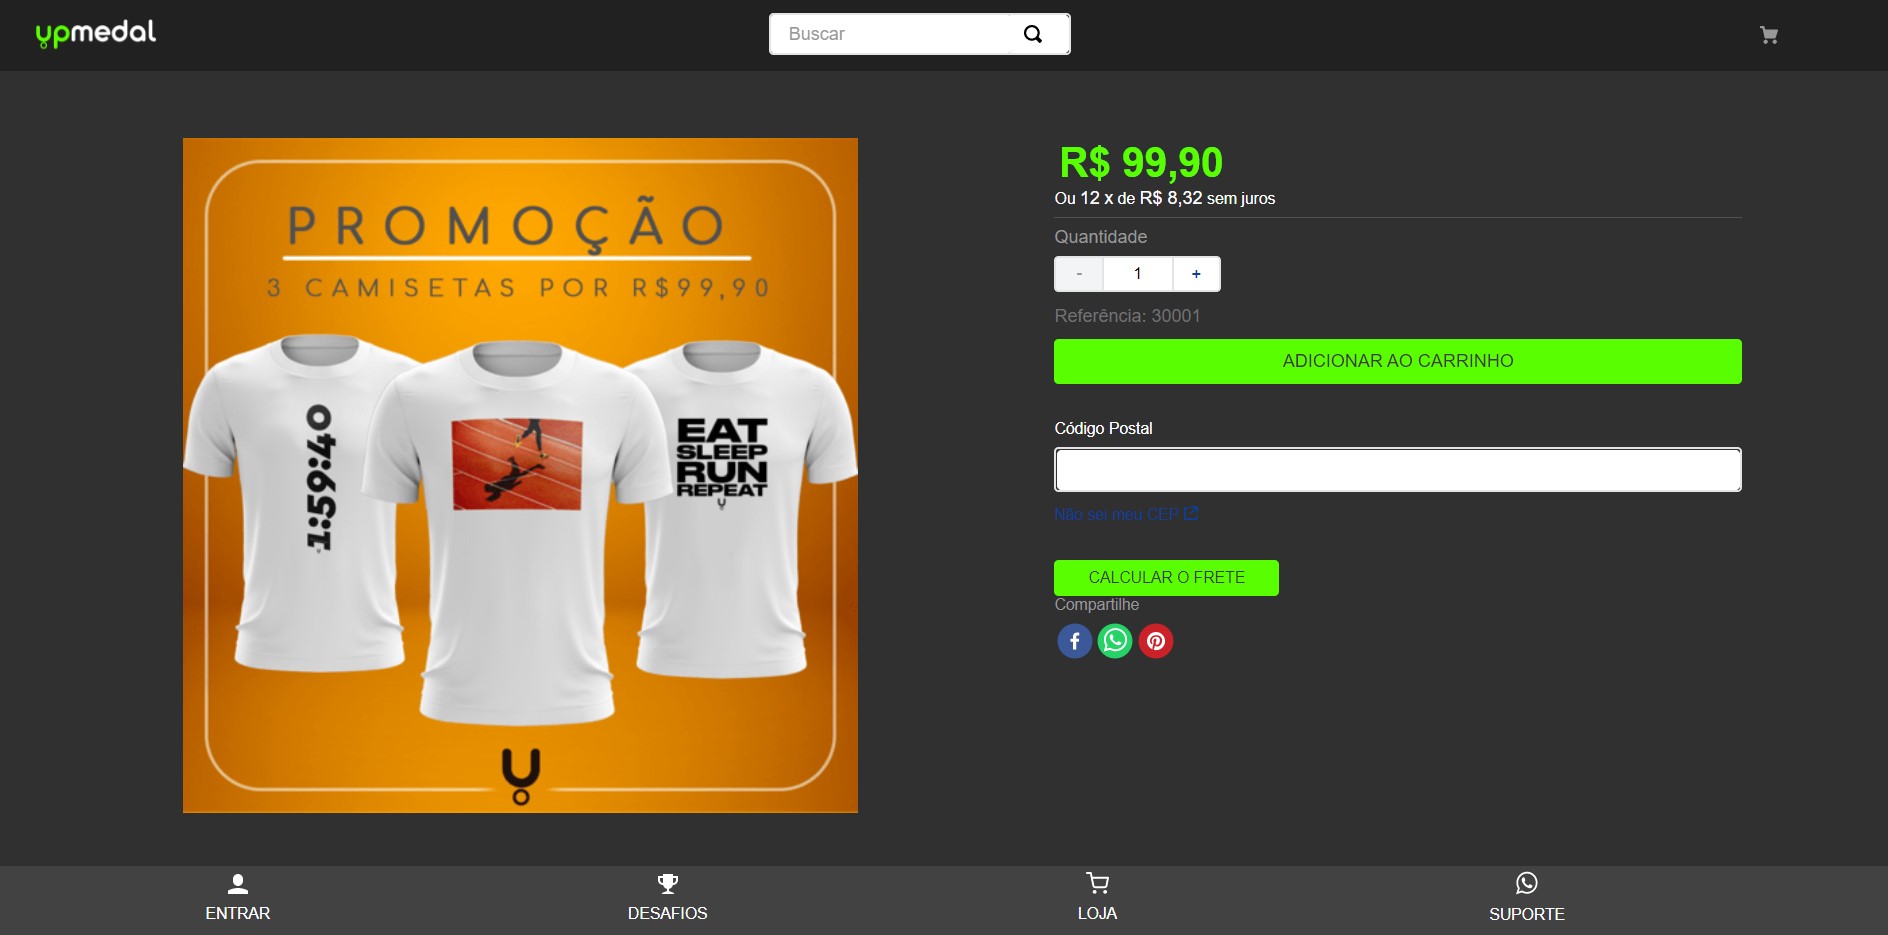 upmedal
Buscar
PROMOÇÃO
3 CAMISETAS POR R$99,90
1:59:40
EAT
SLEEP
RUN
REPEAT
R$ 99,90
Ou 12 x de R$ 8,32 sem juros
Quantidade
- 1 +
Referência: 30001
ADICIONAR AO CARRINHO
Código Postal
Não sei meu CEP
CALCULAR O FRETE
Compartilhe
ENTRAR
DESAFIOS
LOJA
SUPORTE